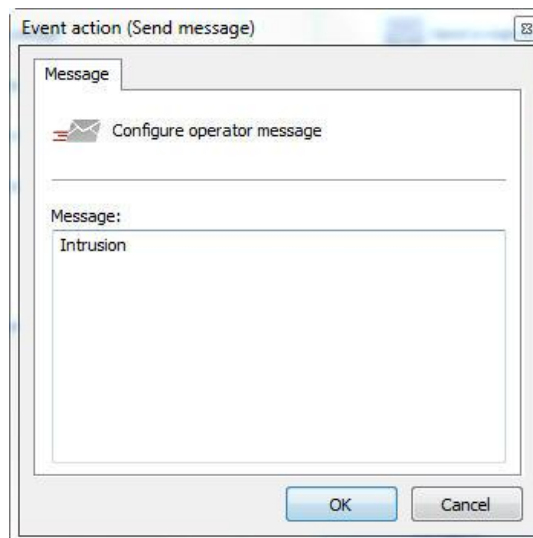 Event action (Send message)
Message
Configure operator message
Message:
Intrusion
OK
Cancel